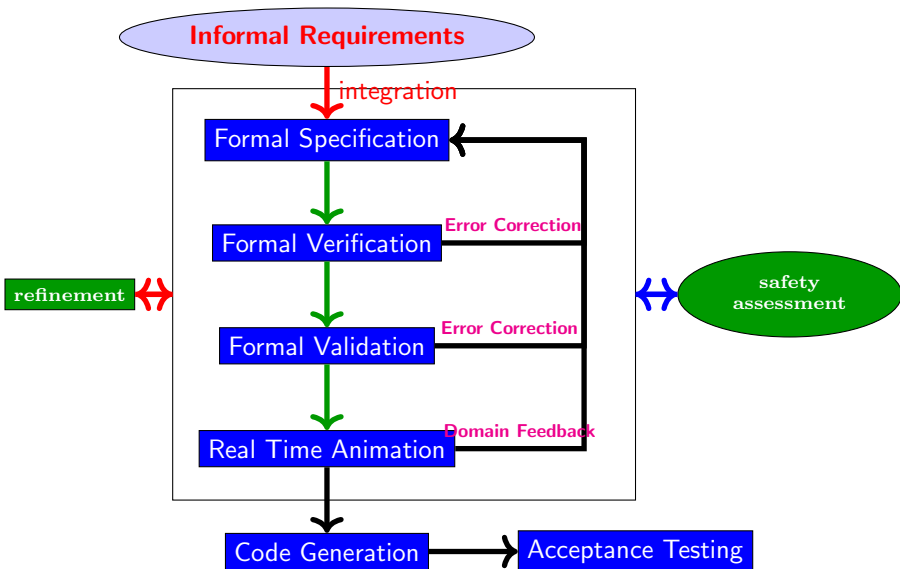 Informal Requirements
integration
Formal Specification
Error Correction
Formal Verification
refinement
safety
assessment
Error Correction
Formal Validation
Domain Feedback
Real Time Animation
Code Generation
Acceptance Testing